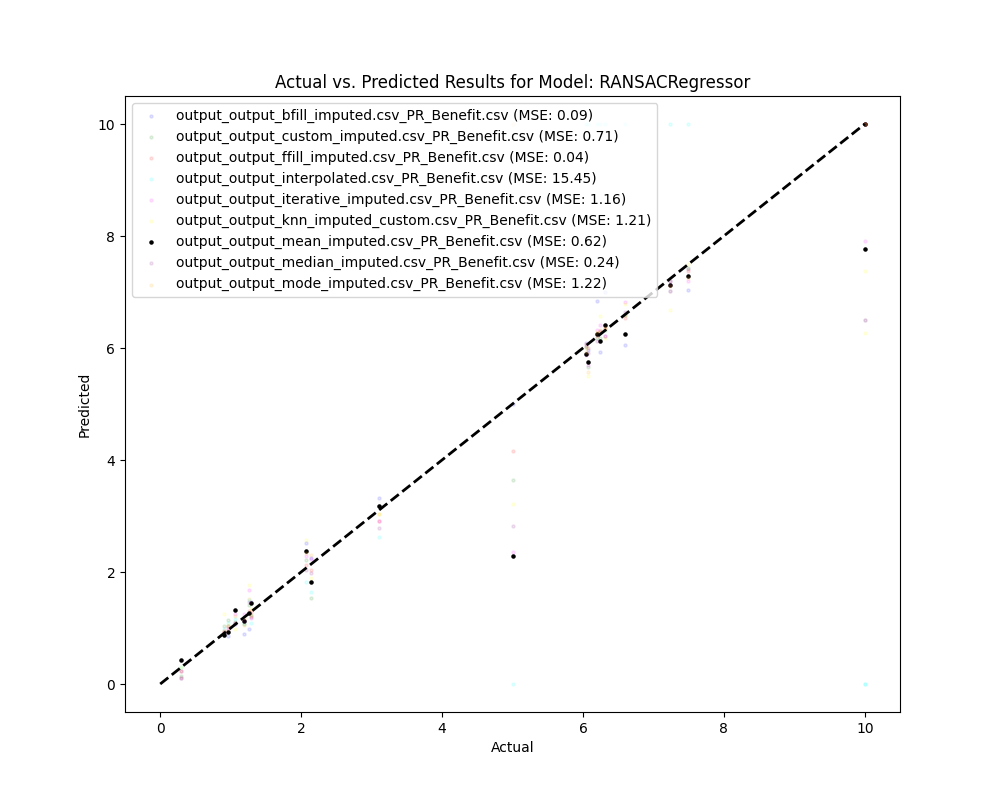 Actual vs. Predicted Results for Model: RANSACRegressor
output_output_bfill_imputed.csv_PR_Benefit.csv (MSE: 0.09)
output_output_custom_imputed.csv_PR_Benefit.csv (MSE: 0.71)
output_output_ffill_imputed.csv_PR_Benefit.csv (MSE: 0.04)
output_output_interpolated.csv_PR_Benefit.csv (MSE: 15.45)
output_output_iterative_imputed.csv_PR_Benefit.csv (MSE: 1.16)
output_output_knn_imputed_custom.csv_PR_Benefit.csv (MSE: 1.21)
output_output_mean_imputed.csv_PR_Benefit.csv (MSE: 0.62)
output_output_median_imputed.csv_PR_Benefit.csv (MSE: 0.24)
output_output_mode_imputed.csv_PR_Benefit.csv (MSE: 1.22)
10
8
6
4
2
0
Predicted
0 2 4 6 8 10
Actual